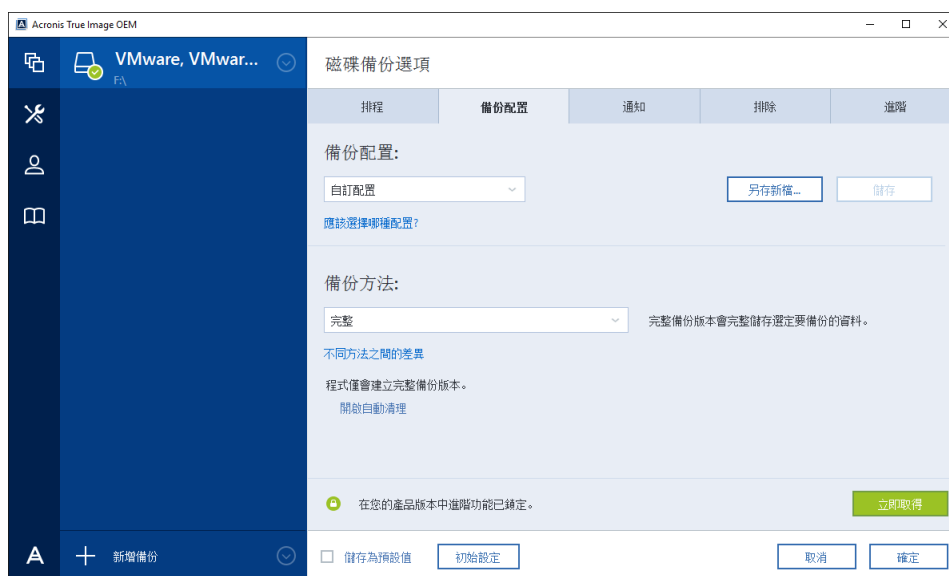 Acronis True Image OEM
VMware, VMwar...
F:\
磁碟備份選項
排程
備份配置
通知
排除
進階
備份配置:
自訂配置
另存新檔...
儲存
應該選擇哪種配置?
備份方法:
完整
完整備份版本會完整儲存選定要備份的資料。
不同方法之間的差異
程式僅會建立完整備份版本。
開啟自動清理
在您的產品版本中進階功能已鎖定。
立即取得
A
新增備份
儲存為預設值
初始設定
取消
確定